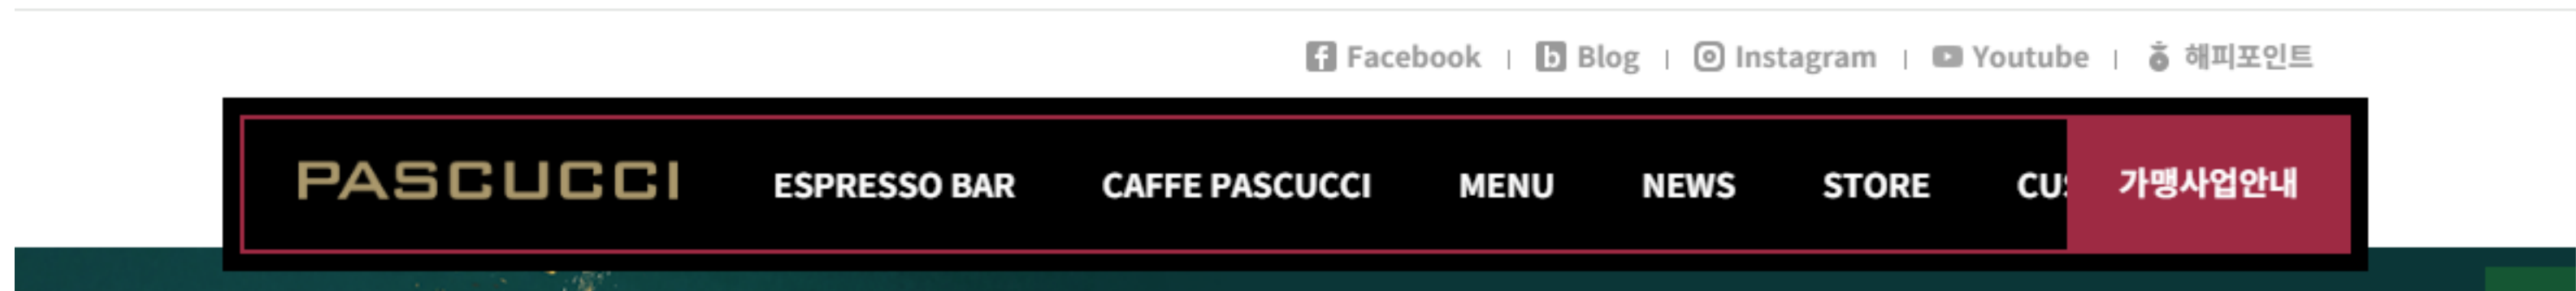 Facebook | Blog | Instagram | Youtube | 해피포인트
PASCUCCI ESPRESSO BAR CAFFE PASCUCCI MENU NEWS STORE 가맹사업안내